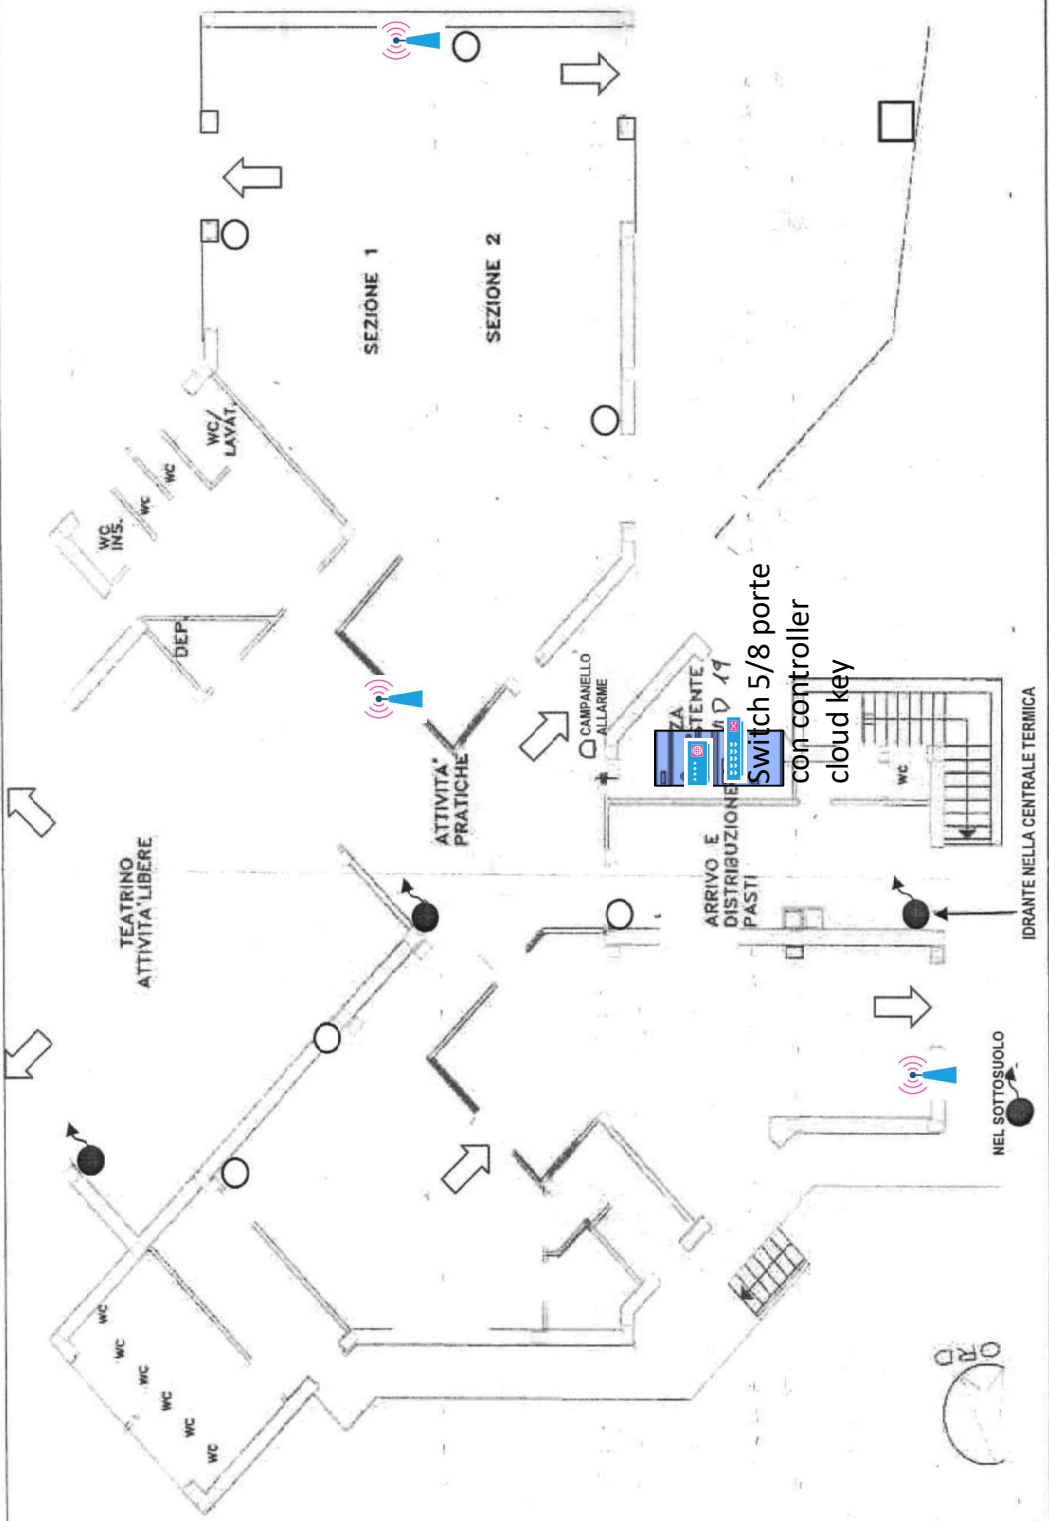 SEZIONE 1
SEZIONE 2
WC/
LAVAT.
WC
WC
WC
INS.
DEP.
TEATRINO
ATTIVITA' LIBERE
ATTIVITA'
PRATICHE
CAMPANELLO
ALLARME
ARRIVO E
DISTRIBUZIONE
PASTI
Switch 5/8 porte
con controller
cloud key
WC
IDRANTE NELLA CENTRALE TERMICA
NEL SOTTOSUOLO
WC
WC
WC
WC
WC
WC